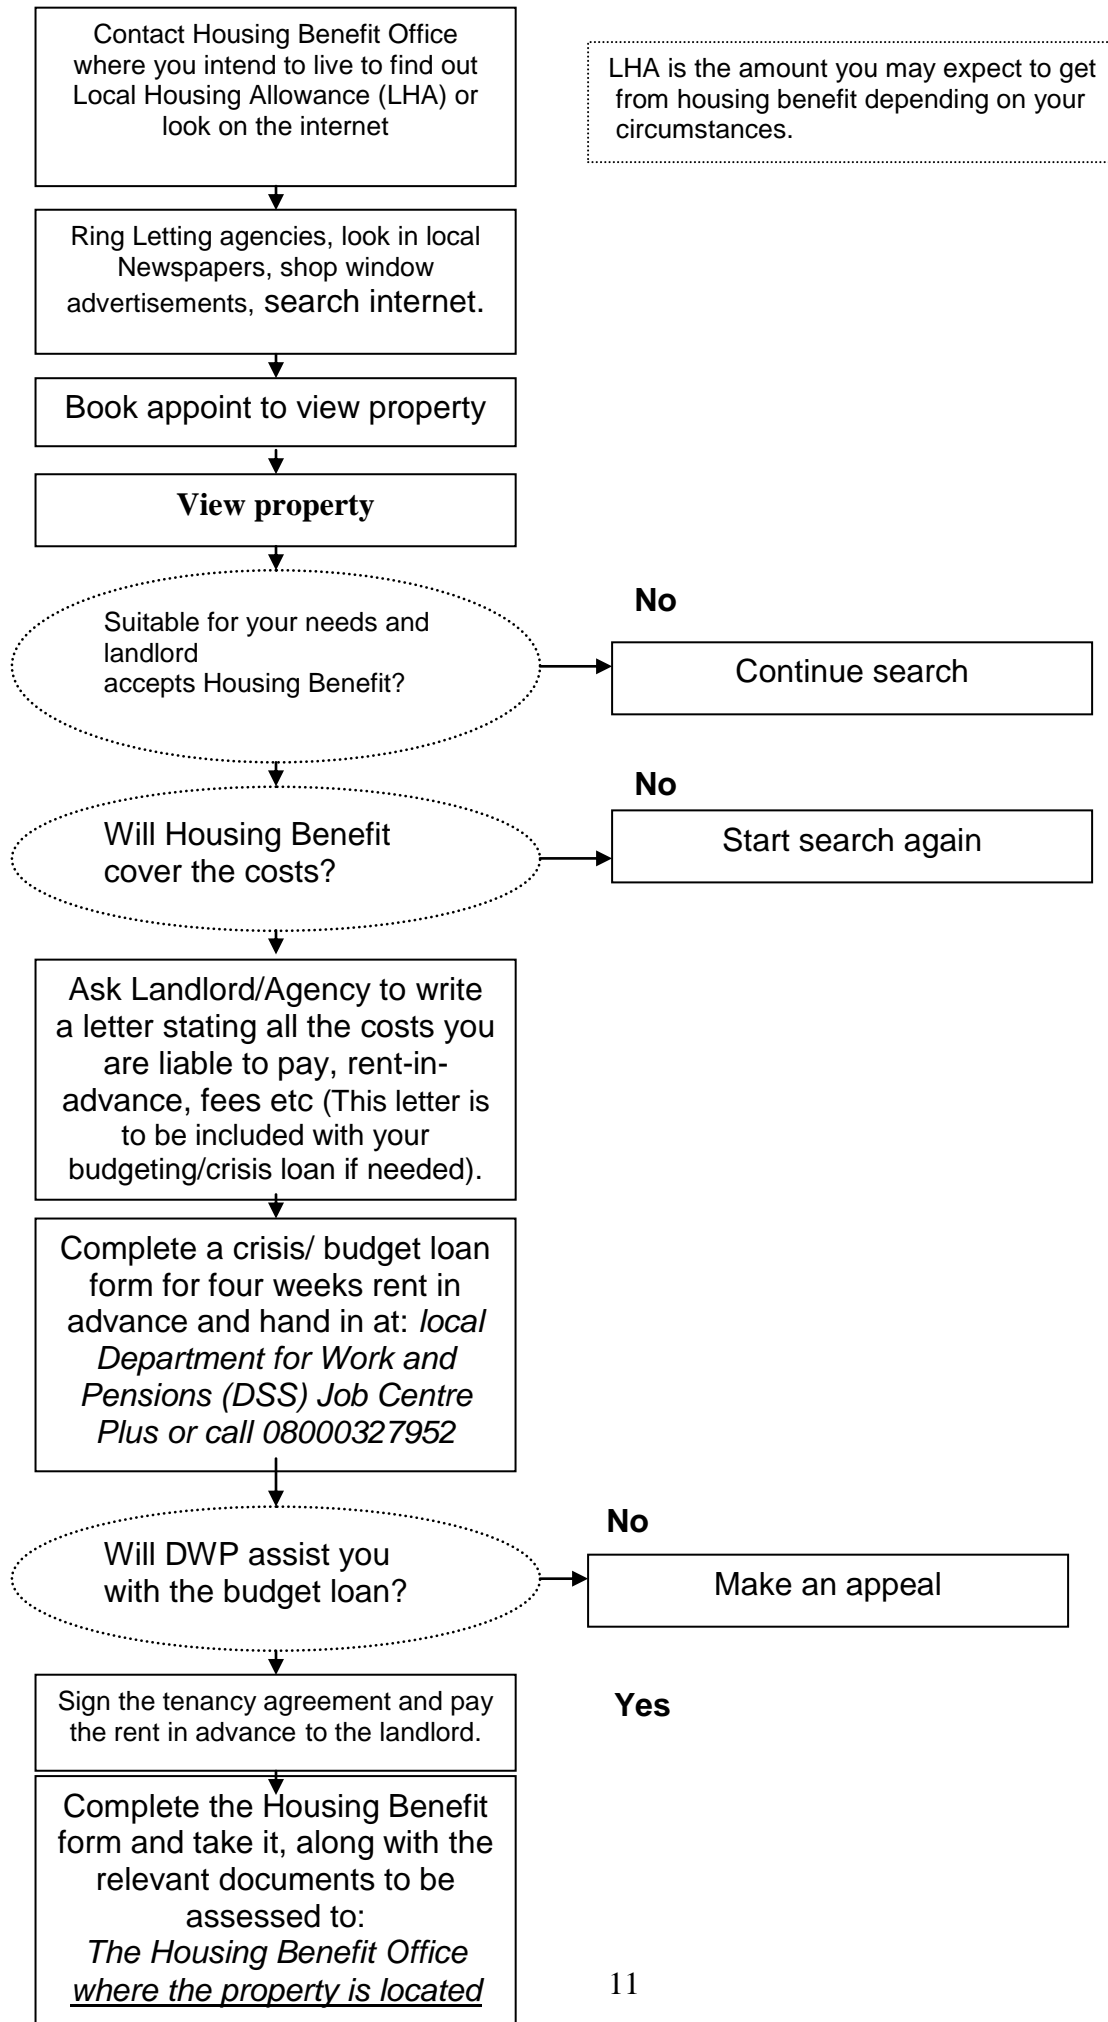 Contact Housing Benefit Office
where you intend to live to find out
Local Housing Allowance (LHA) or
look on the internet
LHA is the amount you may expect to get
from housing benefit depending on your
circumstances.
Ring Letting agencies, look in local
Newspapers, shop window
advertisements, search internet.
Book appoint to view property
View property
Suitable for your needs and
landlord
accepts Housing Benefit?
No
Continue search
Will Housing Benefit
cover the costs?
No
Start search again
Ask Landlord/Agency to write
a letter stating all the costs you
are liable to pay, rent-in-
advance, fees etc (This letter is
to be included with your
budgeting/crisis loan if needed).
Complete a crisis/ budget loan
form for four weeks rent in
advance and hand in at: local
Department for Work and
Pensions (DSS) Job Centre
Plus or call 08000327952
Will DWP assist you
with the budget loan?
No
Make an appeal
Sign the tenancy agreement and pay
the rent in advance to the landlord.
Yes
Complete the Housing Benefit
form and take it, along with the
relevant documents to be
assessed to:
The Housing Benefit Office
where the property is located
11